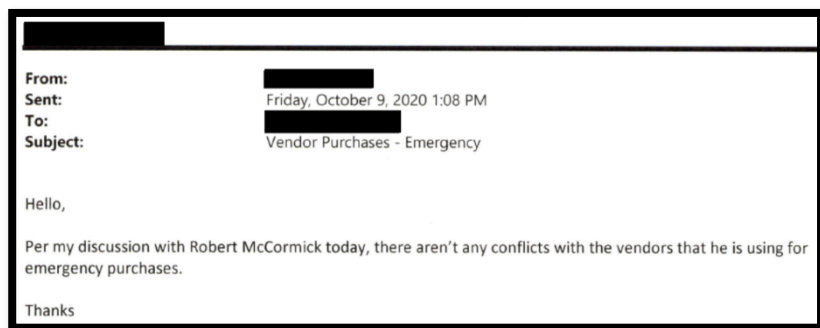 From:
Sent: Friday, October 9, 2020 1:08 PM
To:
Subject: Vendor Purchases - Emergency
Hello,
Per my discussion with Robert McCormick today, there aren't any conflicts with the vendors that he is using for
emergency purchases.
Thanks